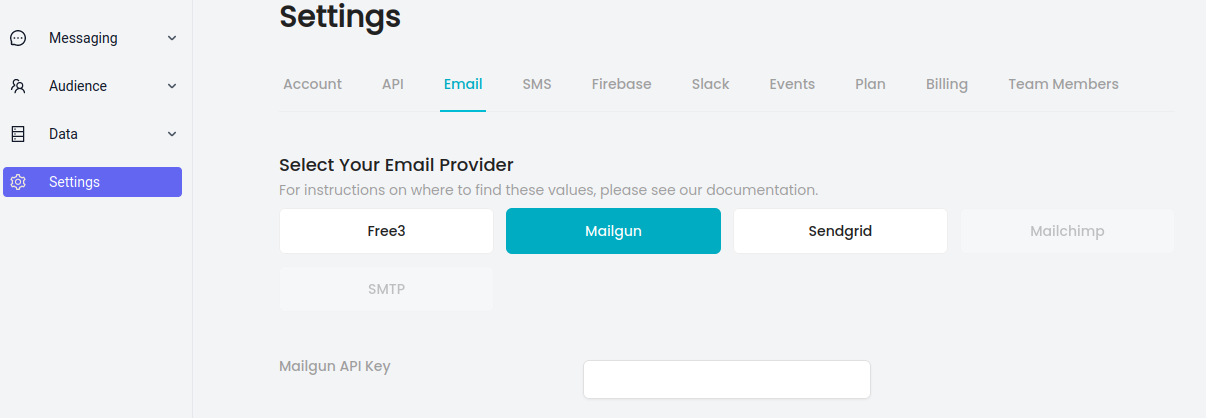 Settings
Messaging
Audience
Data
Settings
Account API Email SMS Firebase Slack Events Plan Billing Team Members
Select Your Email Provider
For instructions on where to find these values, please see our documentation.
Free3 Mailgun Sendgrid Mailchimp
SMTP
Mailgun API Key